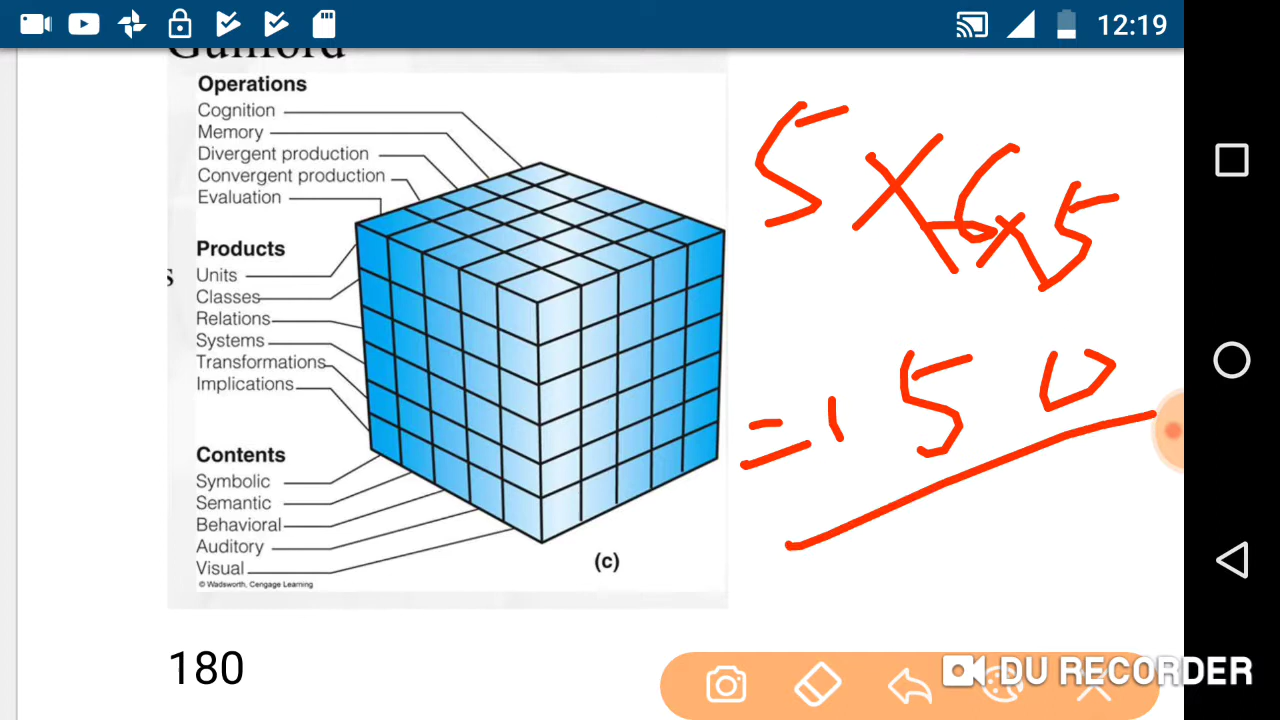 12:19
Guilford
Operations
Cognition
Memory
Divergent production
Convergent production
Evaluation
Products
s
Units
Classes
Relations
Systems
Transformations
Implications
Contents
Symbolic
Semantic
Behavioral
Auditory
Visual
© Wadsworth, Cengage Learning
(c)
5 X 6 x 5
= 150
180
DU RECORDER